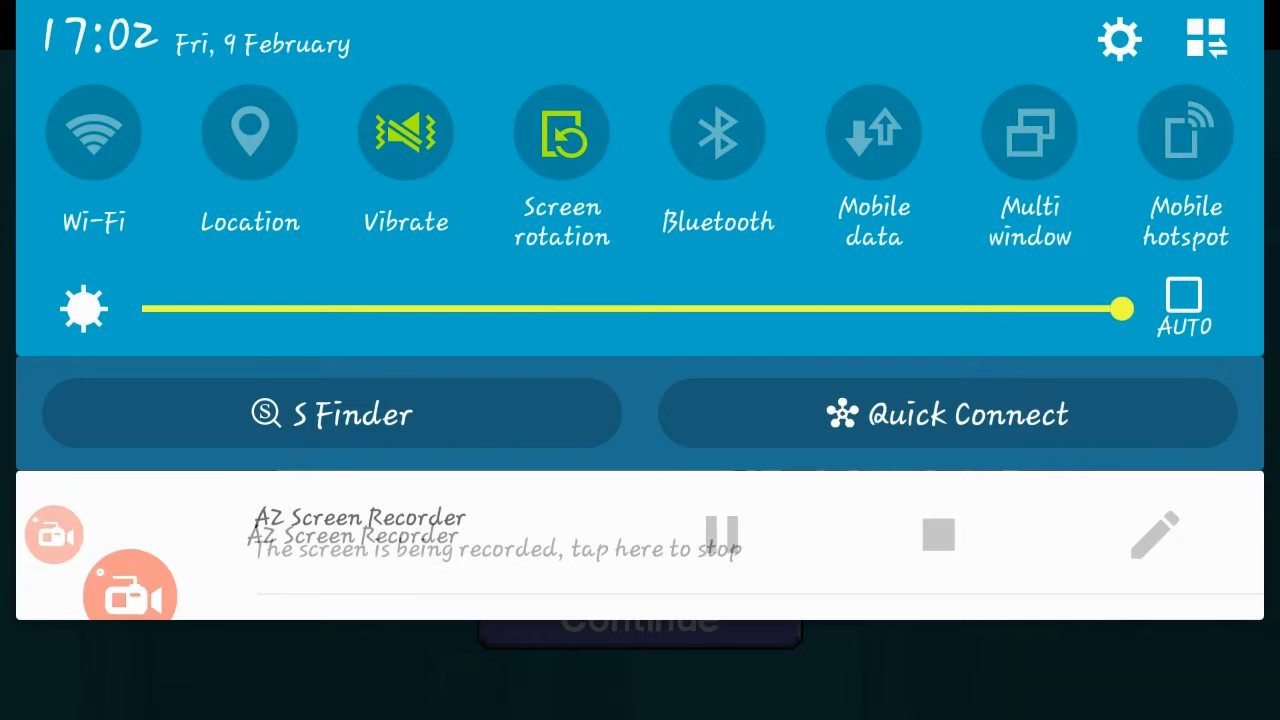 17:02 Fri, 9 February
Wi-Fi
Location
Vibrate
Screen
rotation
Bluetooth
Mobile
data
Multi
window
Mobile
hotspot
AUTO
S Finder
Quick Connect
AZ Screen Recorder
AZ Screen Recorder
The screen is being recorded, tap here to stop
Continue